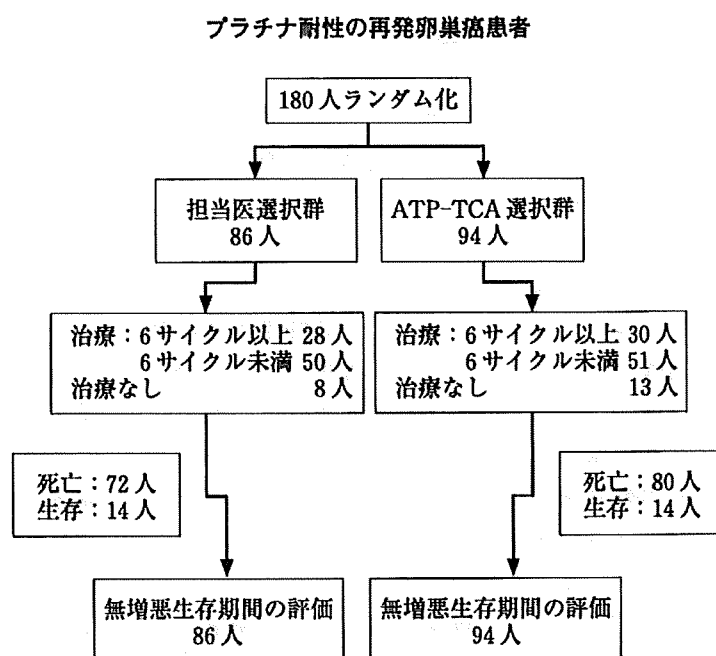 プラチナ耐性の再発卵巣癌患者
180人ランダム化
担当医選択群
86人
ATP-TCA選択群
94人
治療:6サイクル以上 28人
6サイクル未満 50人
治療なし 8人
治療:6サイクル以上 30人
6サイクル未満 51人
治療なし 13人
死亡:72人
生存:14人
死亡:80人
生存:14人
無増悪生存期間の評価
86人
無増悪生存期間の評価
94人